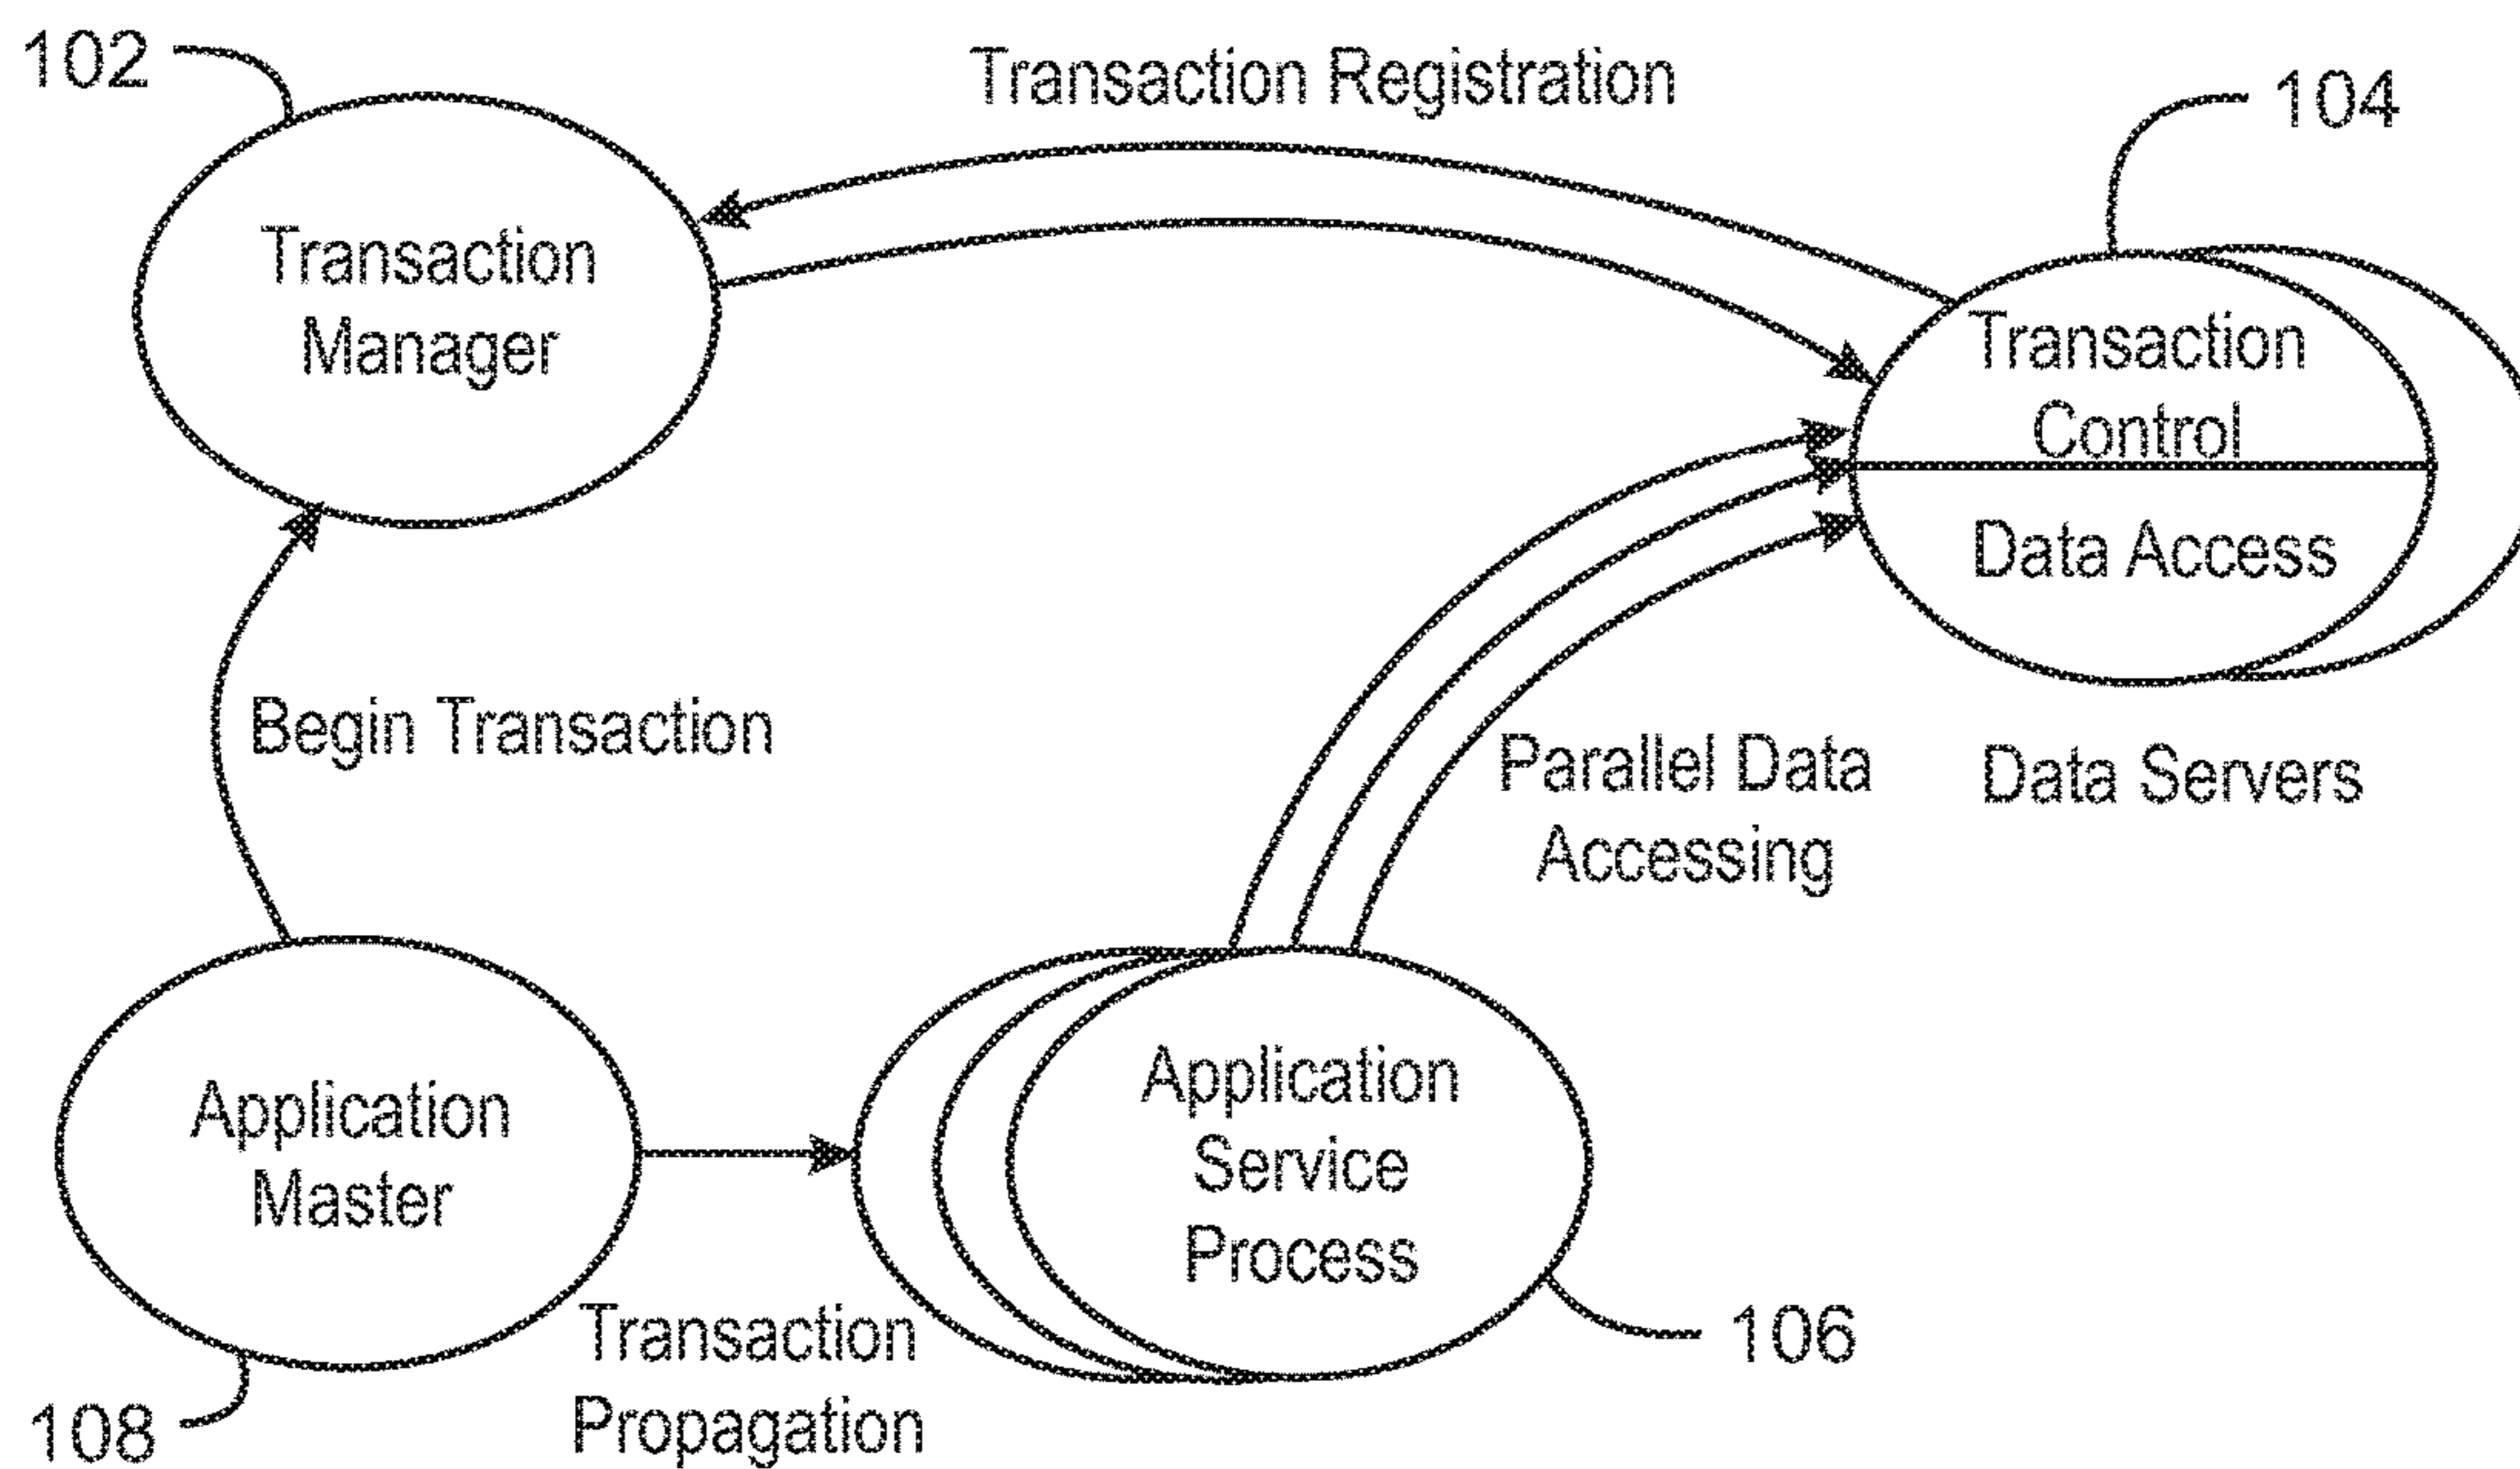 102
Transaction Registration
104
Transaction
Manager
Transaction
Control
Data Access
Begin Transaction
Parallel Data
Accessing
Data Servers
Application
Master
Application
Service
Process
Transaction
Propagation
106
108